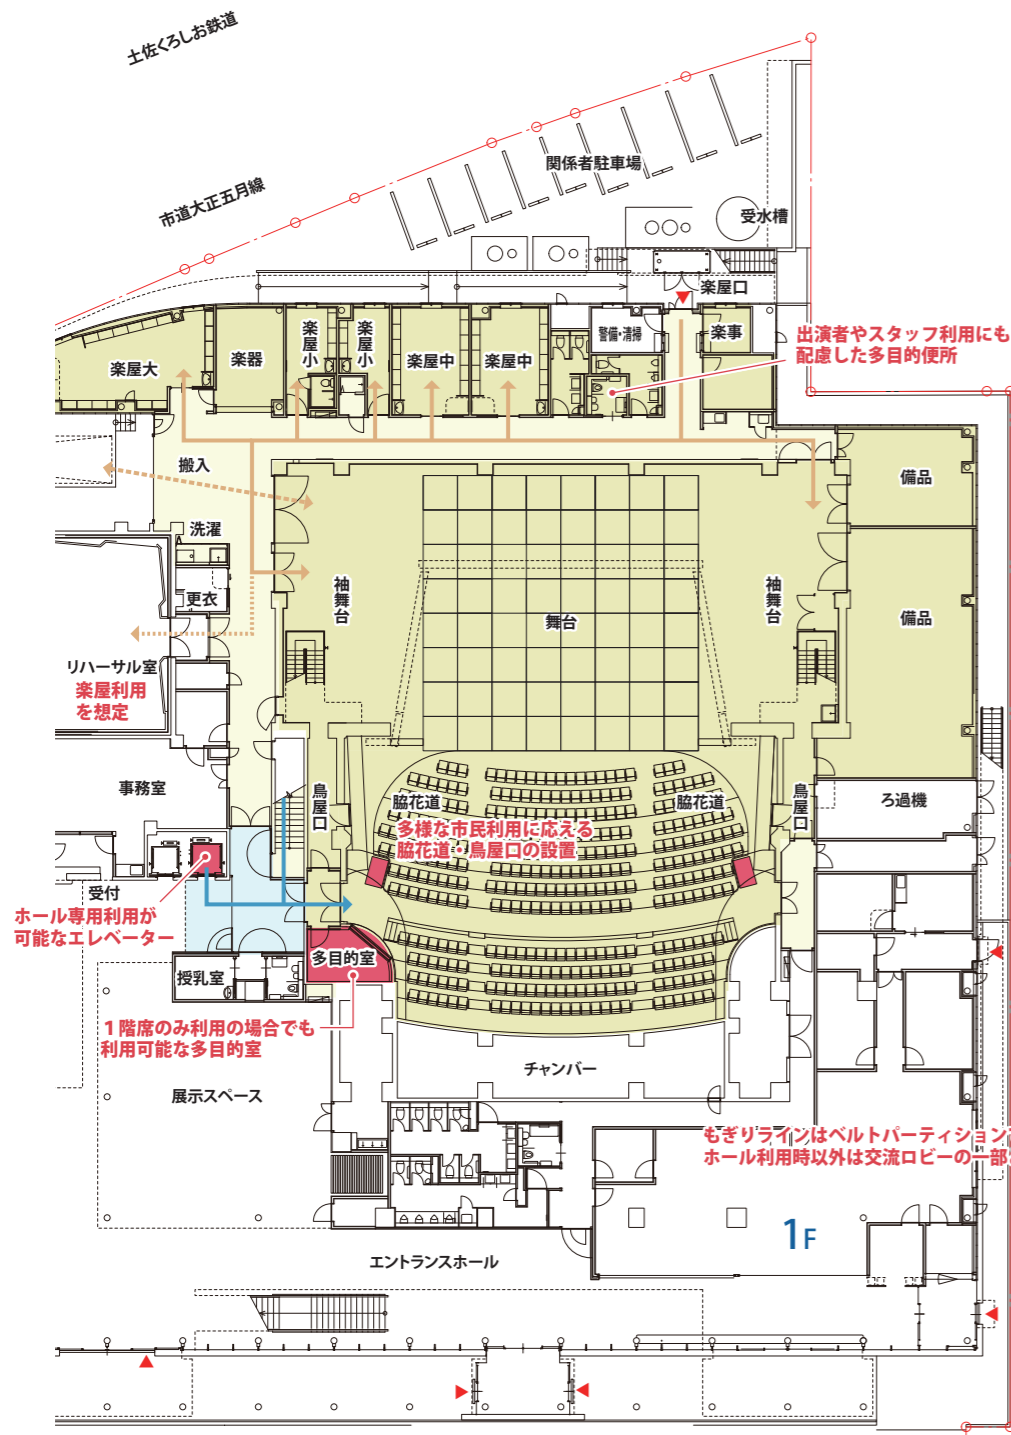 土佐くろしお鉄道
市道大正五月線
関係者駐車場
受水槽
楽屋口
楽屋大
楽器
楽屋小
楽屋小
楽屋中
楽屋中
警備・清掃
楽事
出演者やスタッフ利用にも
配慮した多目的便所
搬入
備品
洗濯
更衣
袖舞台
舞台
袖舞台
備品
リハーサル室
楽屋利用
を想定
事務室
鳥屋口
脇花道
脇花道
鳥屋口
ろ過機
多様な市民利用に応える
脇花道・鳥屋口の設置
受付
ホール専用利用が
可能なエレベーター
多目的室
授乳室
1階席のみ利用の場合でも
利用可能な多目的室
チャンバー
展示スペース
もぎりラインはベルトパーティション
ホール利用時以外は交流ロビーの一部
1F
エントランスホール